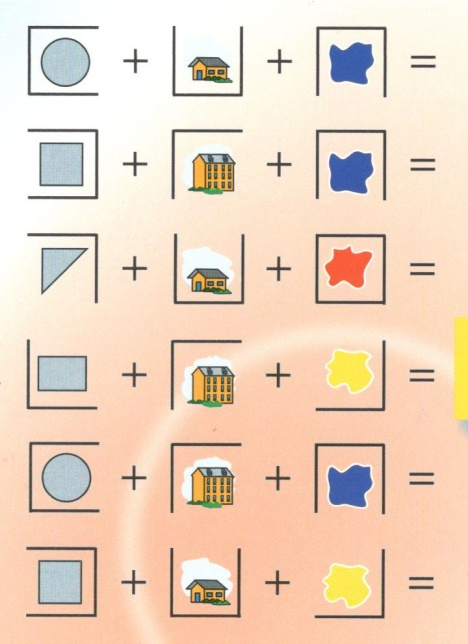 + + =
+ + =
+ + =
+ + =
+ + =
+ + =